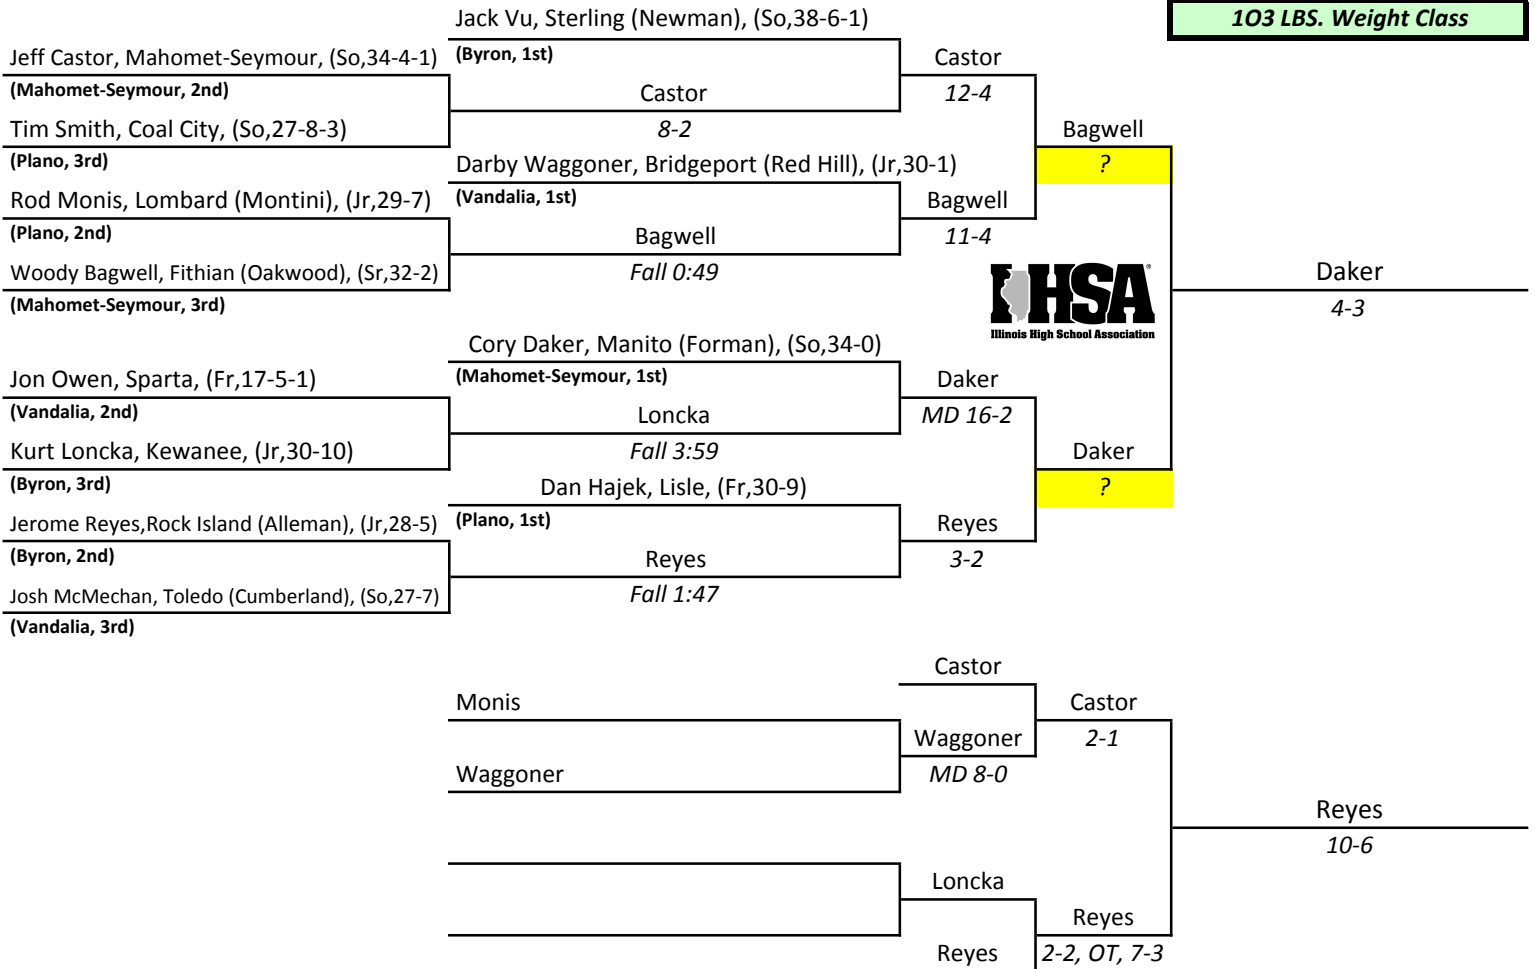 Jack Vu, Sterling (Newman), (So,38-6-1)
1O3 LBS. Weight Class
Jeff Castor, Mahomet-Seymour, (So,34-4-1)
(Byron, 1st)
Castor
(Mahomet-Seymour, 2nd)
Castor
12-4
Tim Smith, Coal City, (So,27-8-3)
8-2
Bagwell
(Plano, 3rd)
Darby Waggoner, Bridgeport (Red Hill), (Jr,30-1)
?
Rod Monis, Lombard (Montini), (Jr,29-7)
(Vandalia, 1st)
Bagwell
(Plano, 2nd)
Bagwell
11-4
Woody Bagwell, Fithian (Oakwood), (Sr,32-2)
Fall 0:49
Daker
(Mahomet-Seymour, 3rd)
4-3
IHSA
Illinois High School Association
Cory Daker, Manito (Forman), (So,34-0)
Jon Owen, Sparta, (Fr,17-5-1)
(Mahomet-Seymour, 1st)
Daker
(Vandalia, 2nd)
Loncka
MD 16-2
Kurt Loncka, Kewanee, (Jr,30-10)
Fall 3:59
Daker
(Byron, 3rd)
Dan Hajek, Lisle, (Fr,30-9)
?
Jerome Reyes,Rock Island (Alleman), (Jr,28-5)
(Plano, 1st)
Reyes
(Byron, 2nd)
Reyes
3-2
Josh McMechan, Toledo (Cumberland), (So,27-7)
Fall 1:47
(Vandalia, 3rd)
Castor
Monis
Castor
Waggoner
2-1
Waggoner
MD 8-0
Reyes
10-6
Loncka
Reyes
Reyes
2-2, OT, 7-3